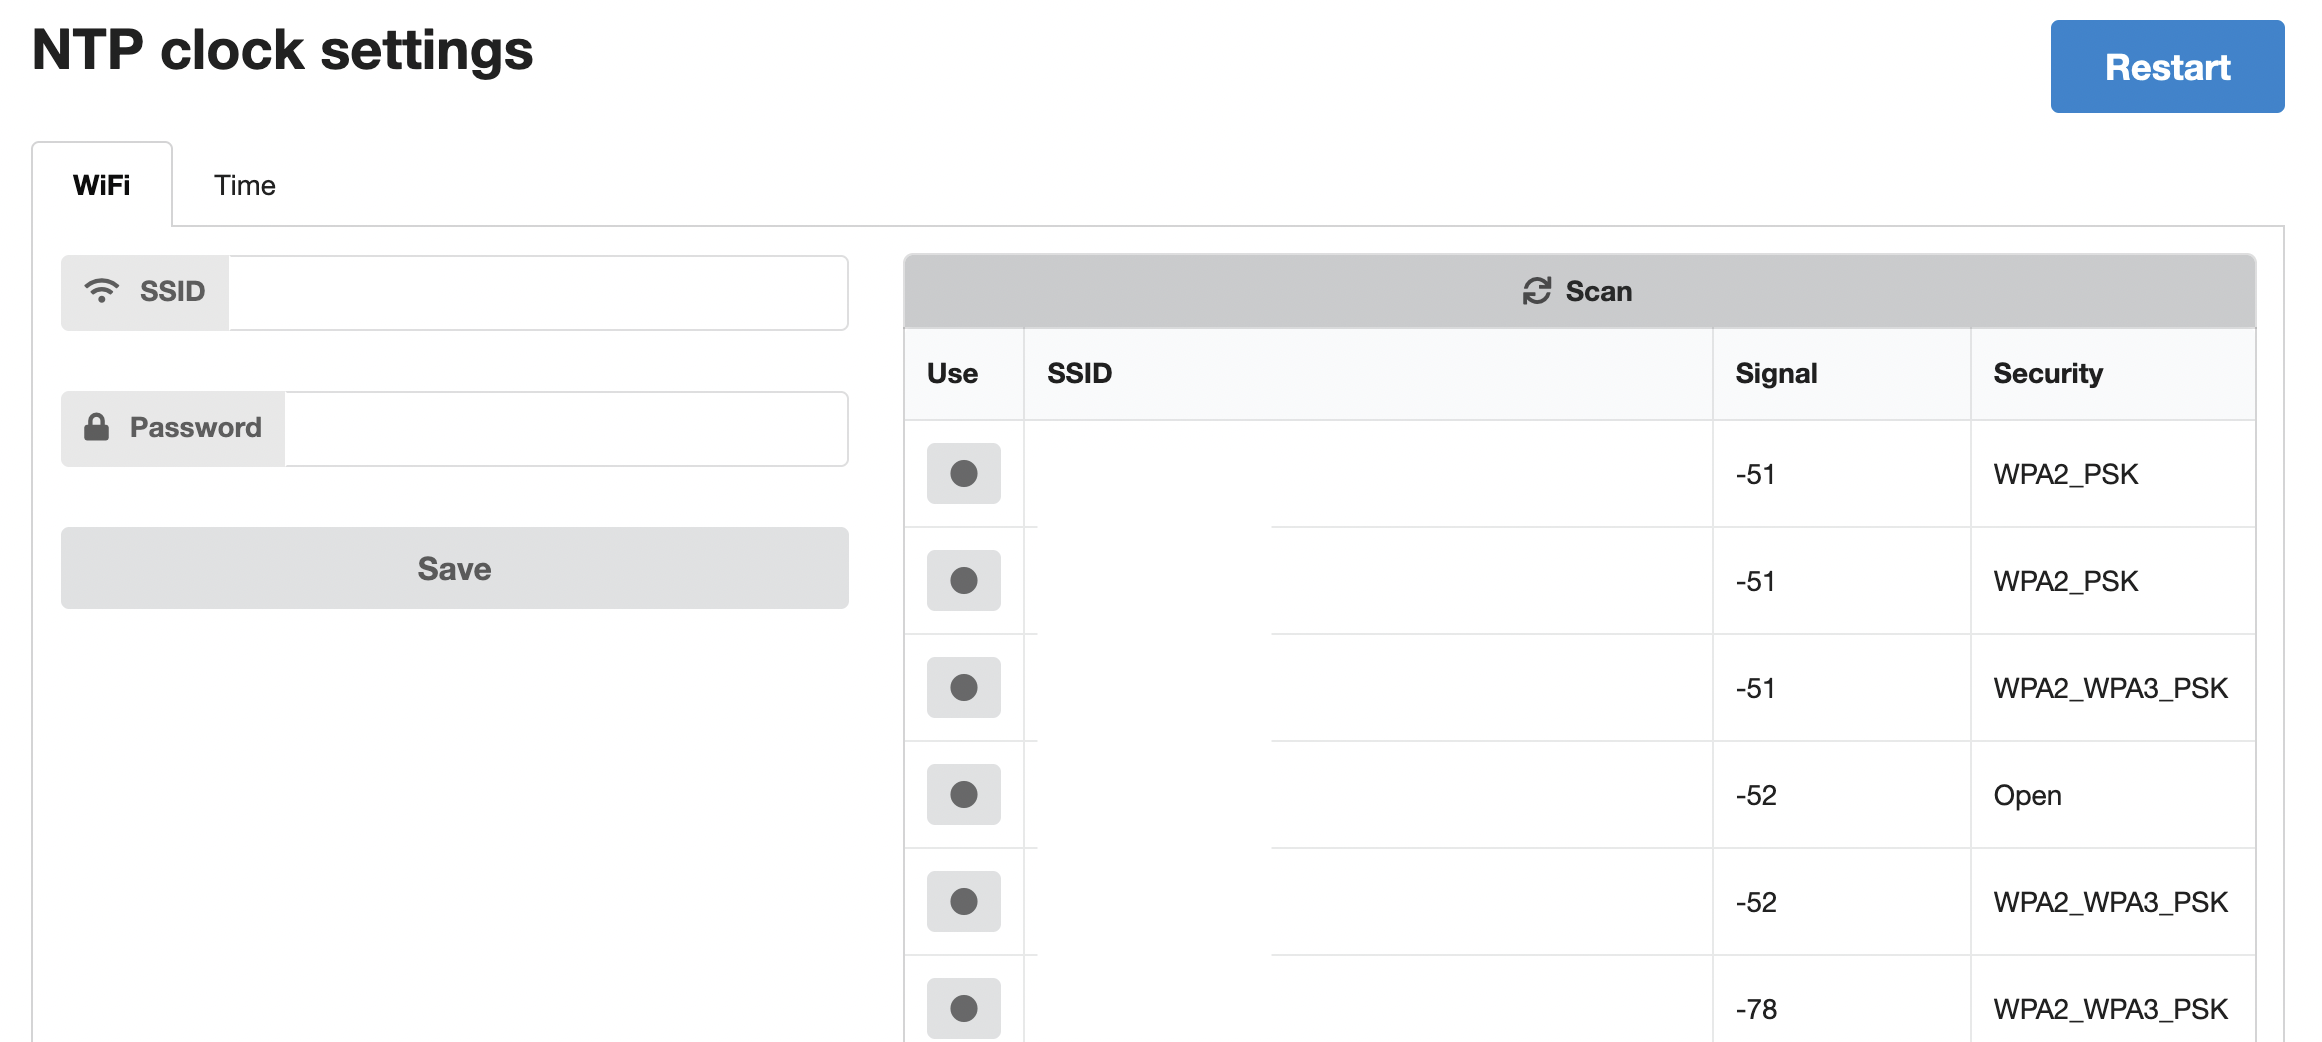 NTP clock settings
Restart
WiFi
Time
SSID
Password
Save
Scan
Use SSID Signal Security
-51 WPA2_PSK
-51 WPA2_PSK
-51 WPA2_WPA3_PSK
-52 Open
-52 WPA2_WPA3_PSK
-78 WPA2_WPA3_PSK